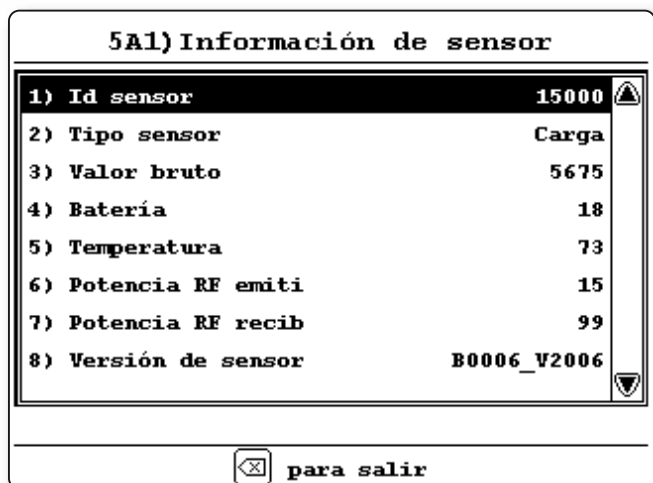 5A1)Información de sensor
1) Id sensor 15000
2) Tipo sensor Carga
3) Valor bruto 5675
4) Batería 18
5) Temperatura 73
6) Potencia RF emiti 15
7) Potencia RF recib 99
8) Versión de sensor B0006_V2006
para salir